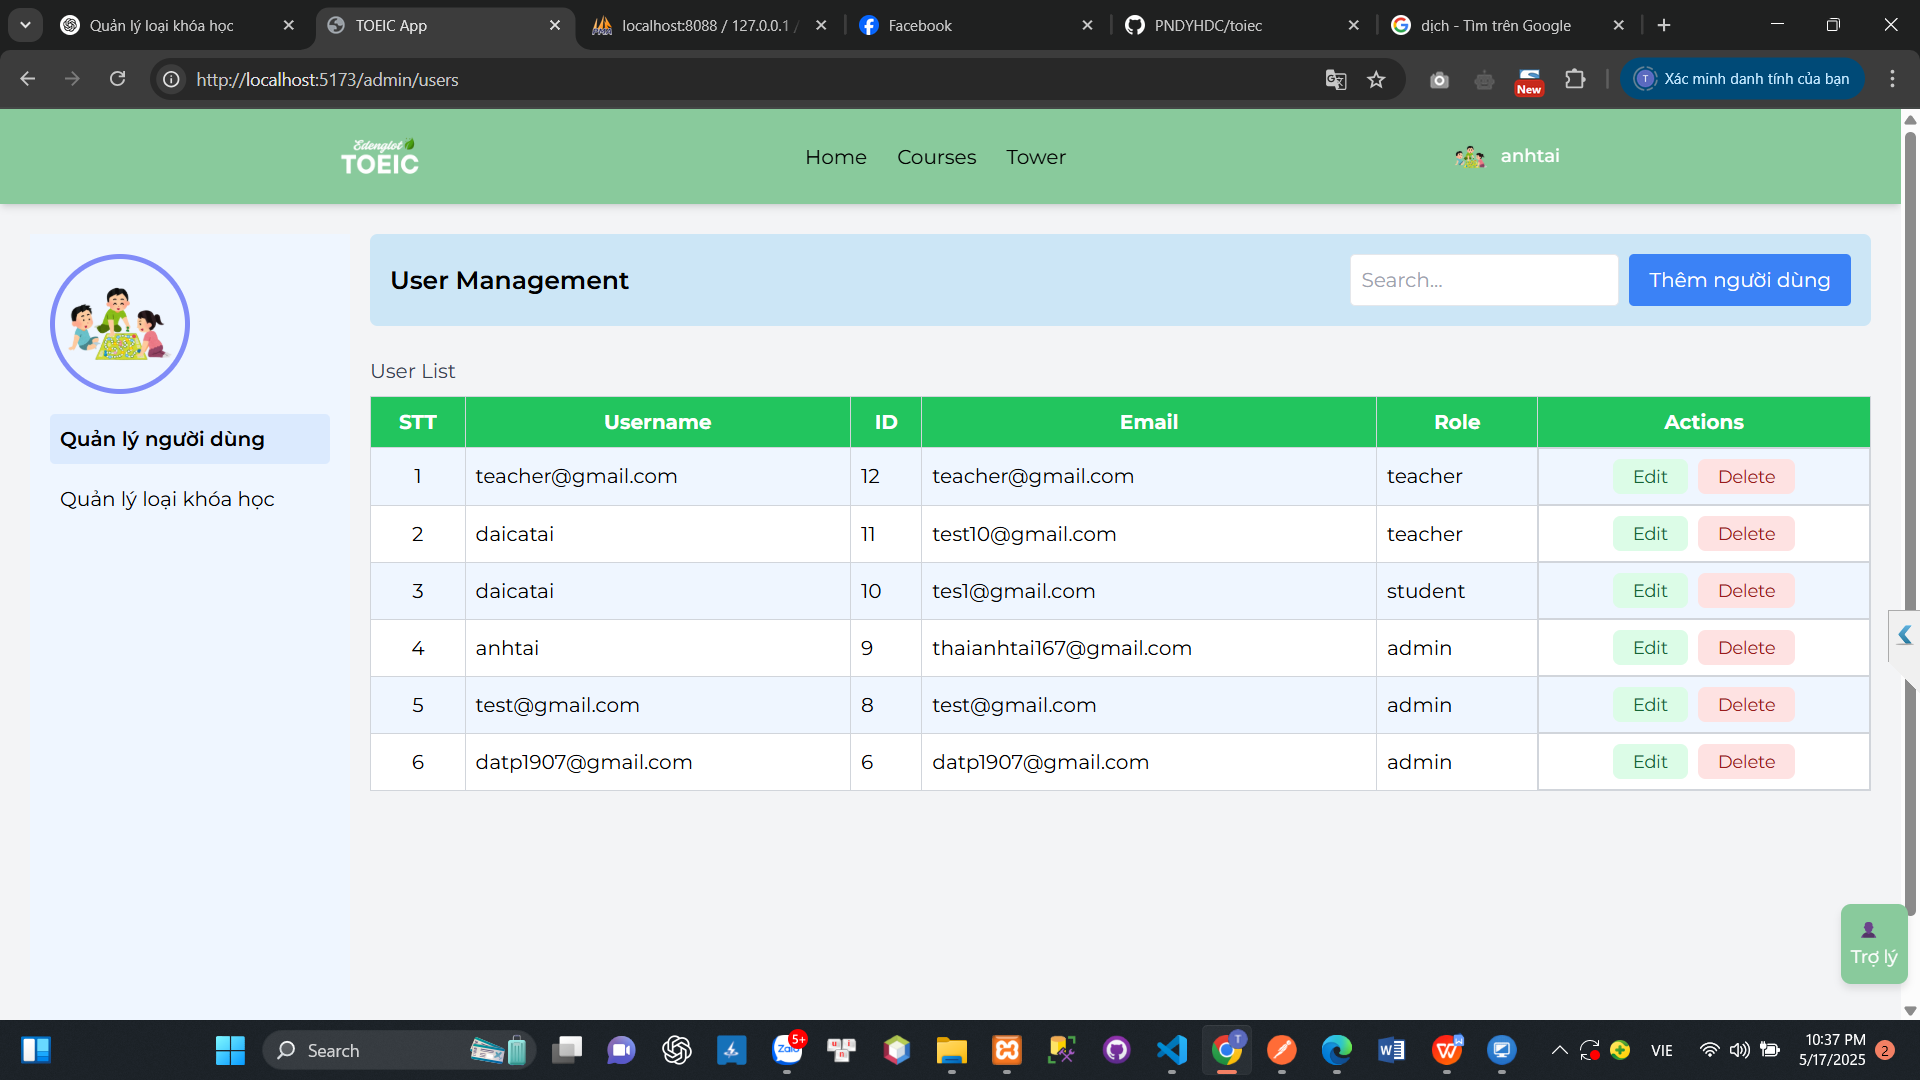 Quản lý loại khóa học
TOEIC App
localhost:8088 / 127.0.0.1 /
Facebook
PNDYHDC/toiec
dịch - Tìm trên Google
http://localhost:5173/admin/users
New
T
Xác minh danh tính của bạn
Edengiot
TOEIC
Home
Courses
Tower
anhtai
User Management
Search...
Thêm người dùng
Quản lý người dùng
Quản lý loại khóa học
User List
STT Username ID Email Role Actions
1 teacher@gmail.com 12 teacher@gmail.com teacher Edit Delete
2 daicatai 11 test10@gmail.com teacher Edit Delete
3 daicatai 10 tes1@gmail.com student Edit Delete
4 anhtai 9 thaianhtai167@gmail.com admin Edit Delete
5 test@gmail.com 8 test@gmail.com admin Edit Delete
6 datp1907@gmail.com 6 datp1907@gmail.com admin Edit Delete
Trợ lý
Search
Zalo
5+
T
VIE
10:37 PM
5/17/2025
2